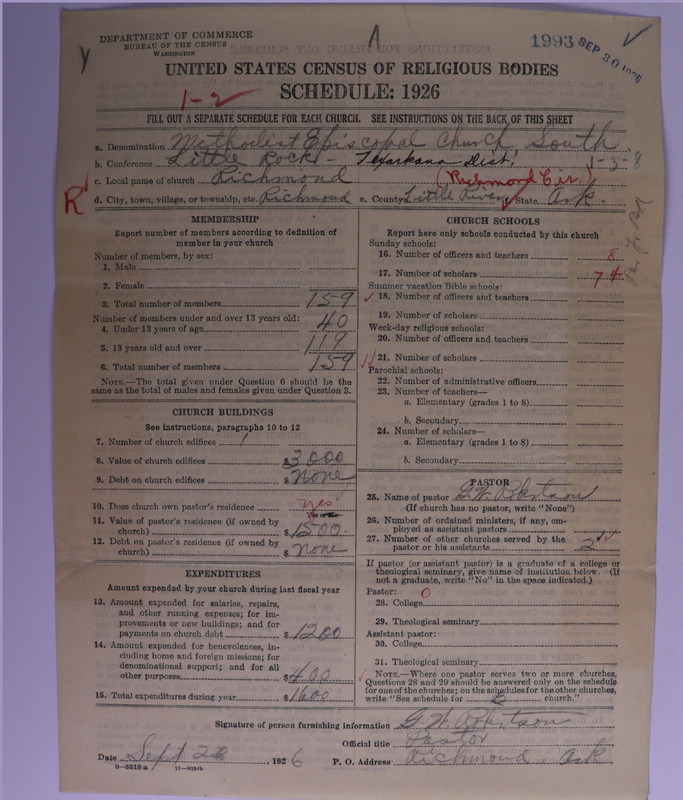 DEPARTMENT OF COMMERCE
BUREAU OF THE CENSUS
WASHINGTON
1993 SEP 30 1926
UNITED STATES CENSUS OF RELIGIOUS BODIES
SCHEDULE: 1926
1-2
FILL OUT A SEPARATE SCHEDULE FOR EACH CHURCH. SEE INSTRUCTIONS ON THE BACK OF THIS SHEET
a. Denomination Methodist Episcopal Church, South.
b. Conference Little Rock - Texarkana Dist. 1-3-8
c. Local name of church Richmond (Richmond Cir.)
R
d. City, town, village, or township, etc. Richmond e. County Little River State Ark.
MEMBERSHIP
Report number of members according to definition of
member in your church
Number of members, by sex:
1. Male
2. Female
3. Total number of members 159
Number of members under and over 13 years old:
4. Under 13 years of age 40
5. 13 years old and over 119
6. Total number of members 159
NOTE.—The total given under Question 6 should be the
same as the total of males and females given under Question 3.
CHURCH BUILDINGS
See instructions, paragraphs 10 to 12
7. Number of church edifices 1
8. Value of church edifices $3000
9. Debt on church edifices $None
10. Does church own pastor's residence yes
11. Value of pastor's residence (if owned by
church) $1500
12. Debt on pastor's residence (if owned by
church) $None
EXPENDITURES
Amount expended by your church during last fiscal year
13. Amount expended for salaries, repairs,
and other running expenses; for im-
provements or new buildings; and for
payments on church debt $1200
14. Amount expended for benevolences, in-
cluding home and foreign missions; for
denominational support; and for all
other purposes $400
15. Total expenditures during year $1600
CHURCH SCHOOLS
Report here only schools conducted by this church
Sunday schools:
16. Number of officers and teachers 8
17. Number of scholars 74
Summer vacation Bible schools:
18. Number of officers and teachers
19. Number of scholars
Week-day religious schools:
20. Number of officers and teachers
21. Number of scholars
Parochial schools:
22. Number of administrative officers
23. Number of teachers—
a. Elementary (grades 1 to 8)
b. Secondary
24. Number of scholars—
a. Elementary (grades 1 to 8)
b. Secondary
PASTOR
25. Name of pastor G.W. Robertson
(If church has no pastor, write "None")
26. Number of ordained ministers, if any, em-
ployed as assistant pastors
27. Number of other churches served by the
pastor or his assistants 2
If pastor (or assistant pastor) is a graduate of a college or
theological seminary, give name of institution below. (If
not a graduate, write "No" in the space indicated.)
Pastor: 0
28. College
29. Theological seminary
Assistant pastor:
30. College
31. Theological seminary
NOTE.—Where one pastor serves two or more churches,
Questions 28 and 29 should be answered only on the schedule
for one of the churches; on the schedules for the other churches,
write "See schedule for church."
Signature of person furnishing information G. W. Robertson
Official title Pastor
Date Sept 1926 P. O. Address Richmond, Ark
8—5518a 11—9054b